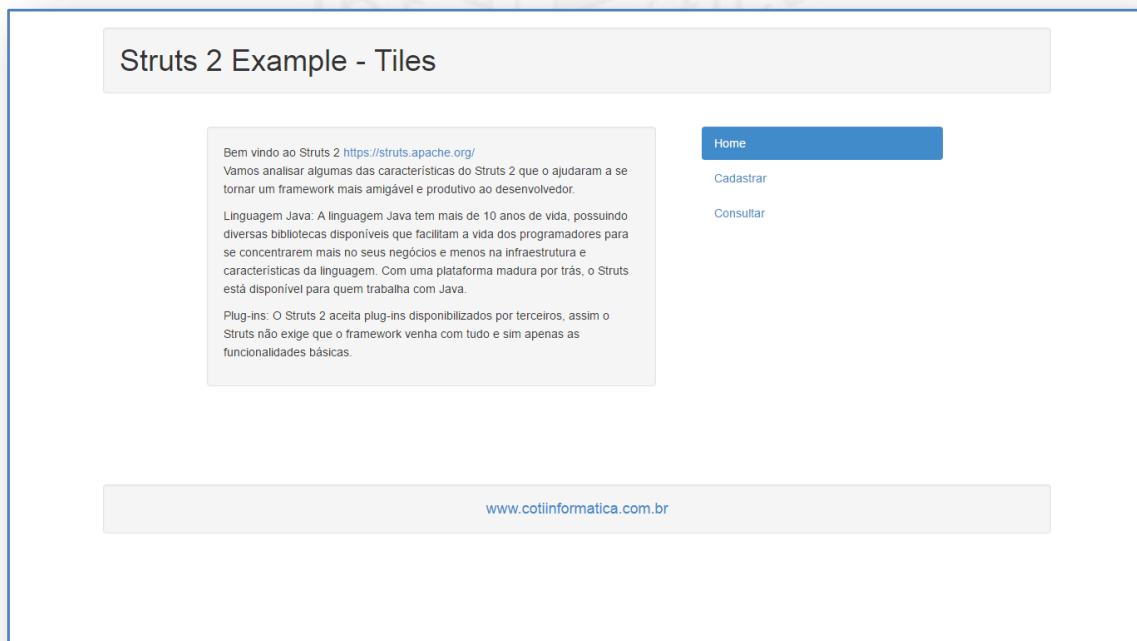 Struts 2 Example - Tiles
Bem vindo ao Struts 2 https://struts.apache.org/
Vamos analisar algumas das características do Struts 2 que o ajudaram a se
tornar um framework mais amigável e produtivo ao desenvolvedor.
Linguagem Java: A linguagem Java tem mais de 10 anos de vida, possuindo
diversas bibliotecas disponíveis que facilitam a vida dos programadores para
se concentrarem mais no seus negócios e menos na infraestrutura e
características da linguagem. Com uma plataforma madura por trás, o Struts
está disponível para quem trabalha com Java.
Plug-ins: O Struts 2 aceita plug-ins disponibilizados por terceiros, assim o
Struts não exige que o framework venha com tudo e sim apenas as
funcionalidades básicas.
Home
Cadastrar
Consultar
www.cotiinformatica.com.br